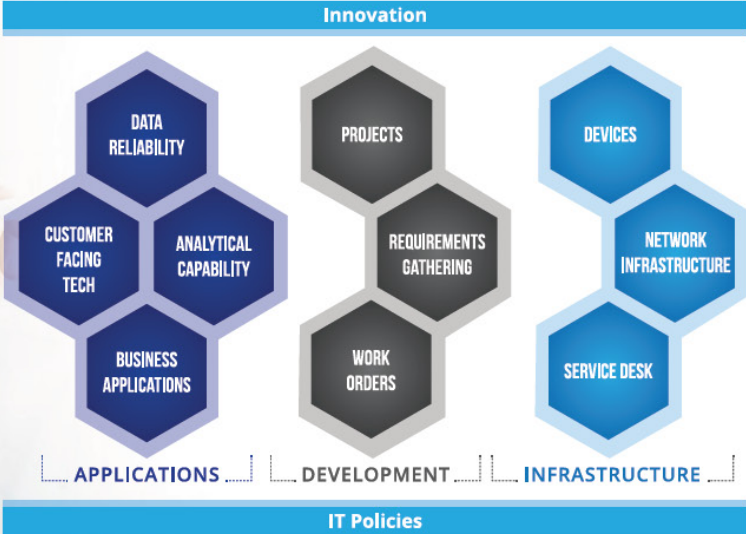 Innovation
DATA
RELIABILITY
CUSTOMER
FACING
TECH
ANALYTICAL
CAPABILITY
BUSINESS
APPLICATIONS
APPLICATIONS
PROJECTS
REQUIREMENTS
GATHERING
WORK
ORDERS
DEVELOPMENT
DEVICES
NETWORK
INFRASTRUCTURE
SERVICE DESK
INFRASTRUCTURE
IT Policies